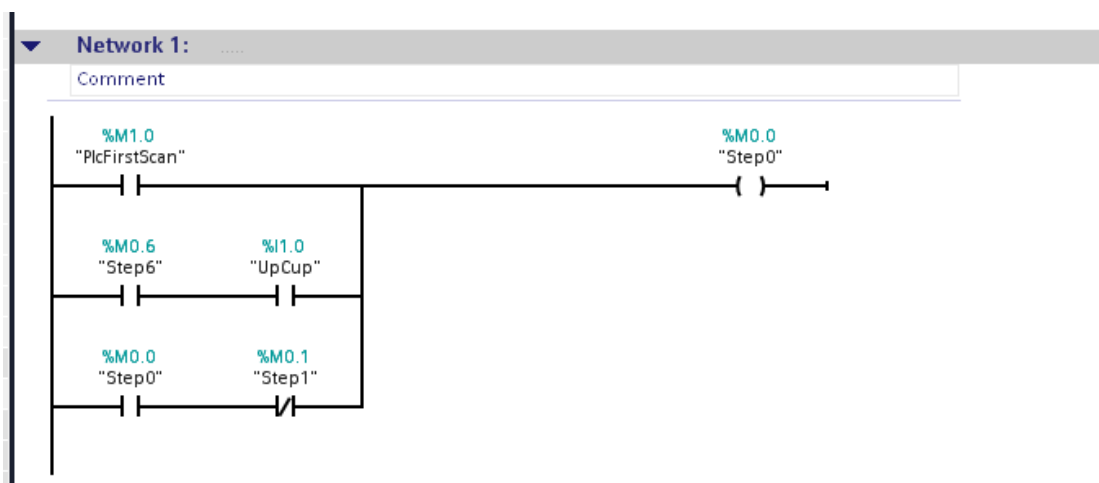 Network 1: .....
Comment
%M1.0
"PlcFirstScan"
%M0.0
"Step0"
%M0.6
"Step6"
%I1.0
"UpCup"
%M0.0
"Step0"
%M0.1
"Step1"